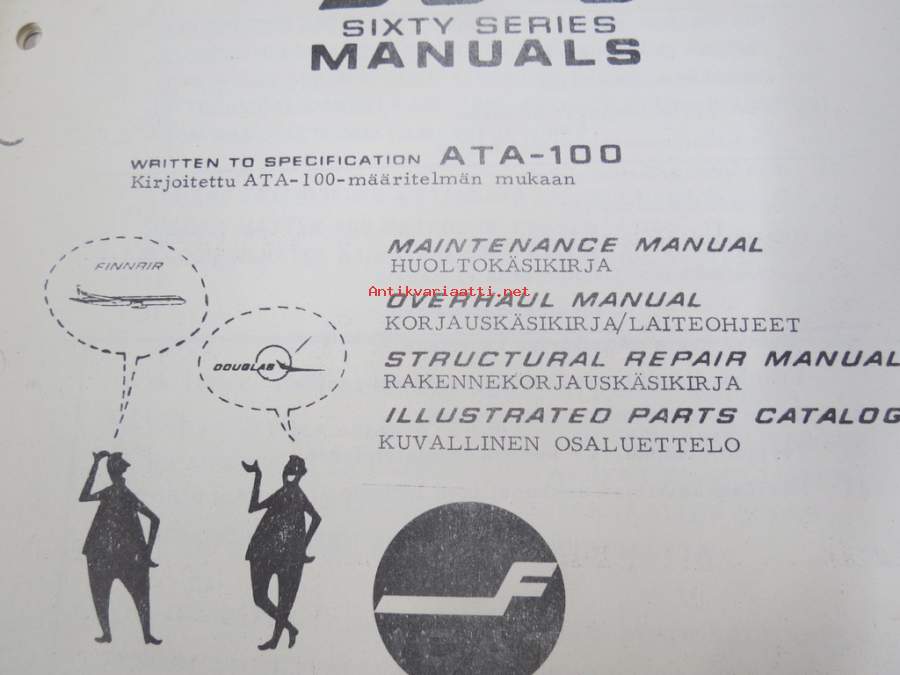 SIXTY SERIES
MANUALS
WRITTEN TO SPECIFICATION ATA-100
Kirjoitettu ATA-100-määritelmän mukaan
FINNAIR
DOUGLAS
MAINTENANCE MANUAL
HUOLTOKÄSIKIRJA
Antikvariaatti.net
OVERHAUL MANUAL
KORJAUSKÄSIKIRJA/LAITEOHJEET
STRUCTURAL REPAIR MANUAL
RAKENNEKORJAUSKÄSIKIRJA
ILLUSTRATED PARTS CATALOG
KUVALLINEN OSALUETTELO
F